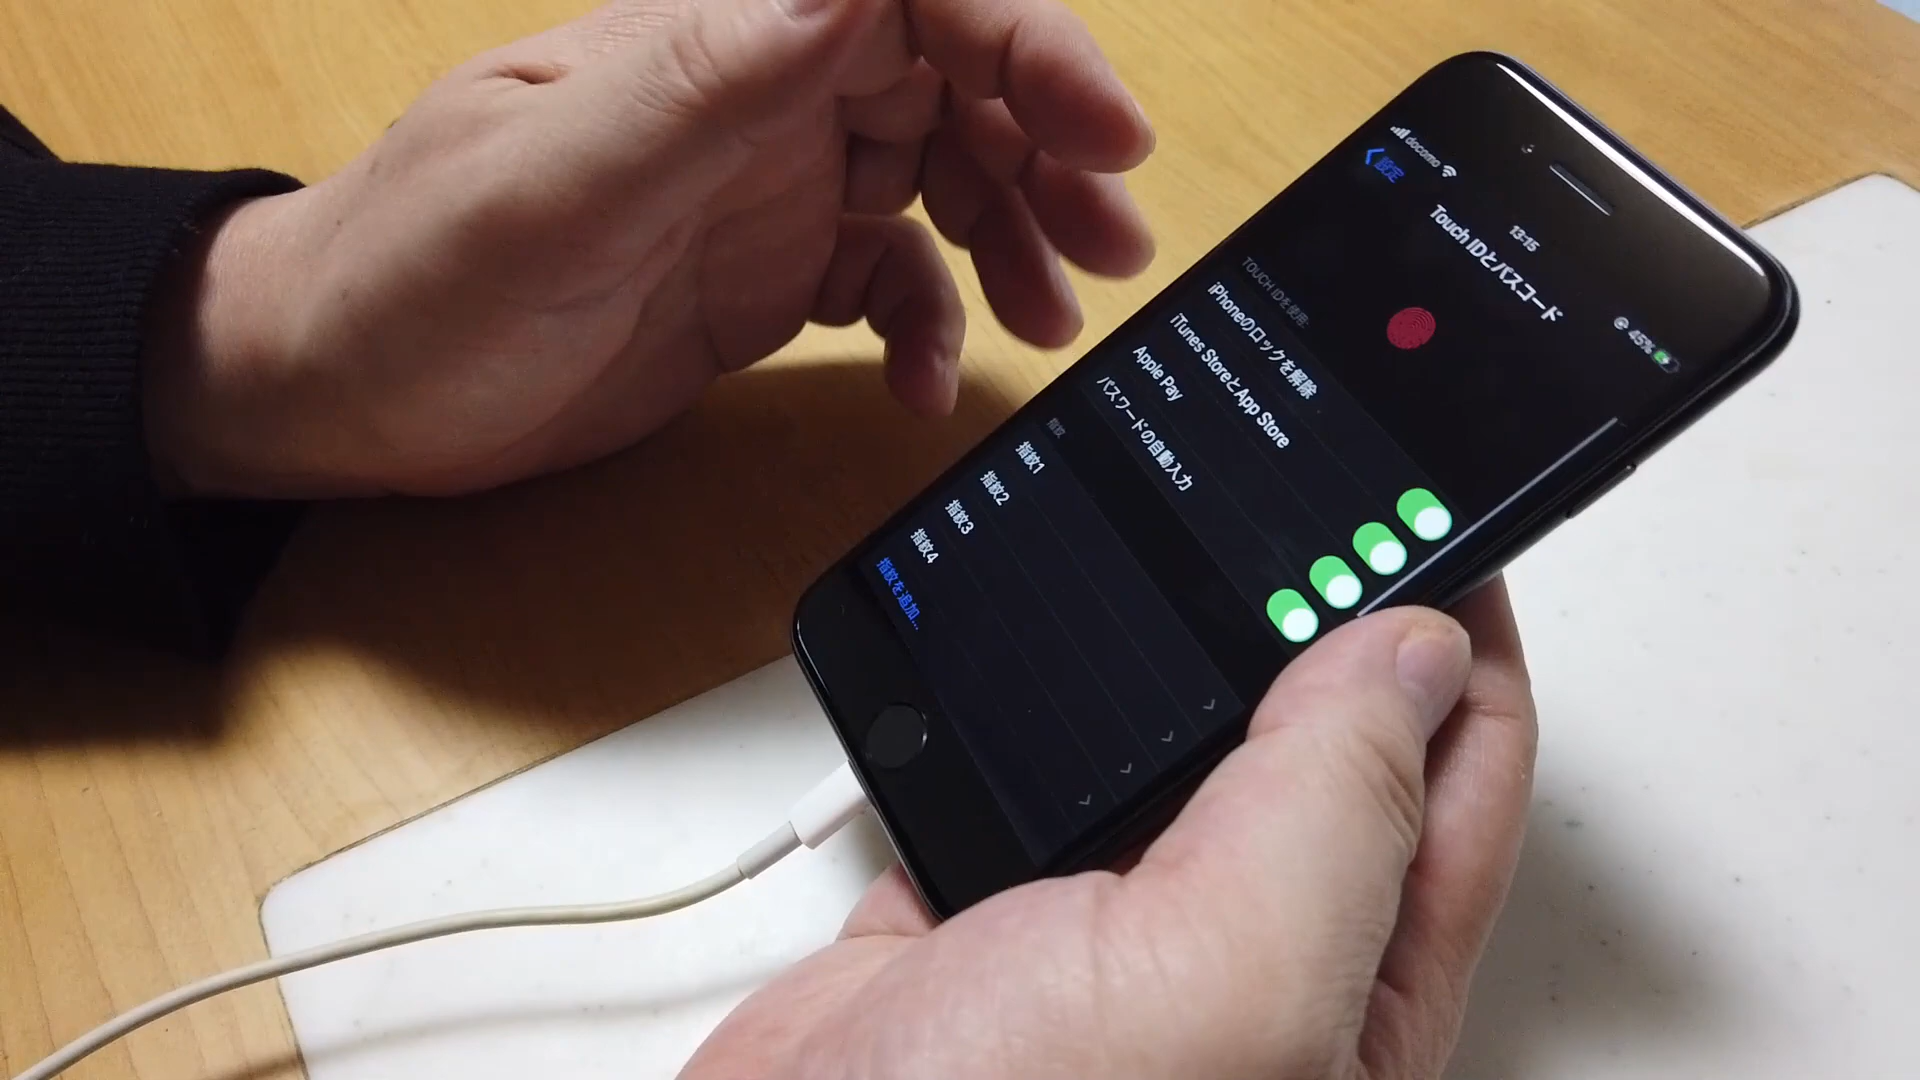 docomo
13:15
45%
設定
Touch IDとパスコード
TOUCH IDを使用:
iPhoneのロックを解除
iTunes StoreとApp Store
Apple Pay
パスワードの自動入力
指紋
指紋1
指紋2
指紋3
指紋4
指紋を追加...